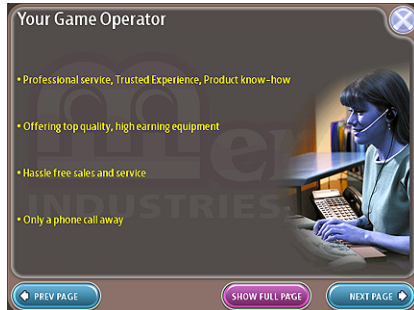 Your Game Operator
• Professional service, Trusted Experience, Product know-how
• Offering top quality, high earning equipment
• Hassle free sales and service
• Only a phone call away
INDUSTRIES
PREV PAGE
SHOW FULL PAGE
NEXT PAGE